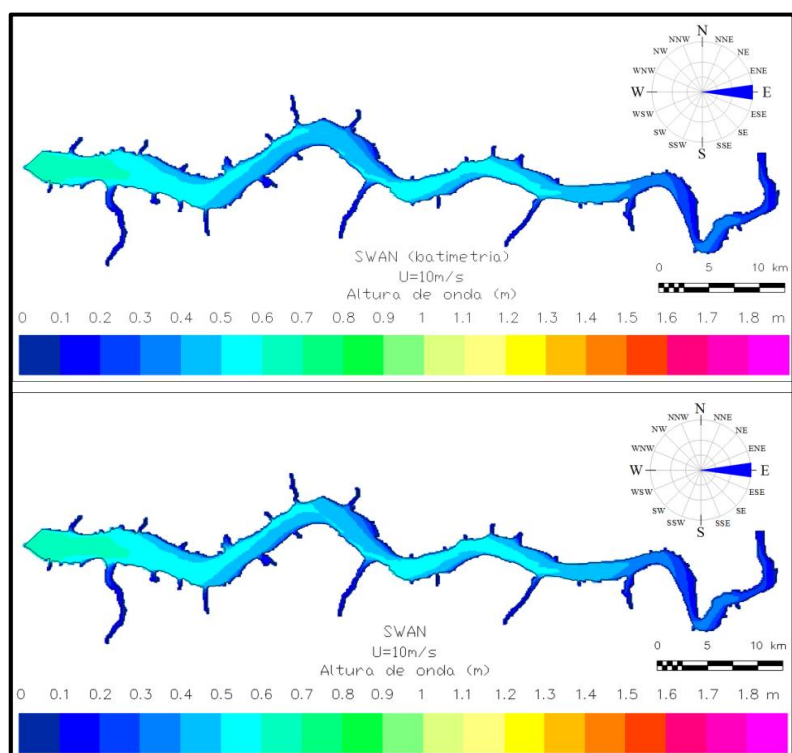 N
NNW NNE
NW NE
WNW ENE
W E
WSW ESE
SW SE
SSW SSE
S
SWAN (batimetria)
U=10m/s
Altura de onda (m)
0 5 10 km
0 0.1 0.2 0.3 0.4 0.5 0.6 0.7 0.8 0.9 1 1.1 1.2 1.3 1.4 1.5 1.6 1.7 1.8 m
N
NNW NNE
NW NE
WNW ENE
W E
WSW ESE
SW SE
SSW SSE
S
SWAN
U=10m/s
Altura de onda (m)
0 5 10 km
0 0.1 0.2 0.3 0.4 0.5 0.6 0.7 0.8 0.9 1 1.1 1.2 1.3 1.4 1.5 1.6 1.7 1.8 m